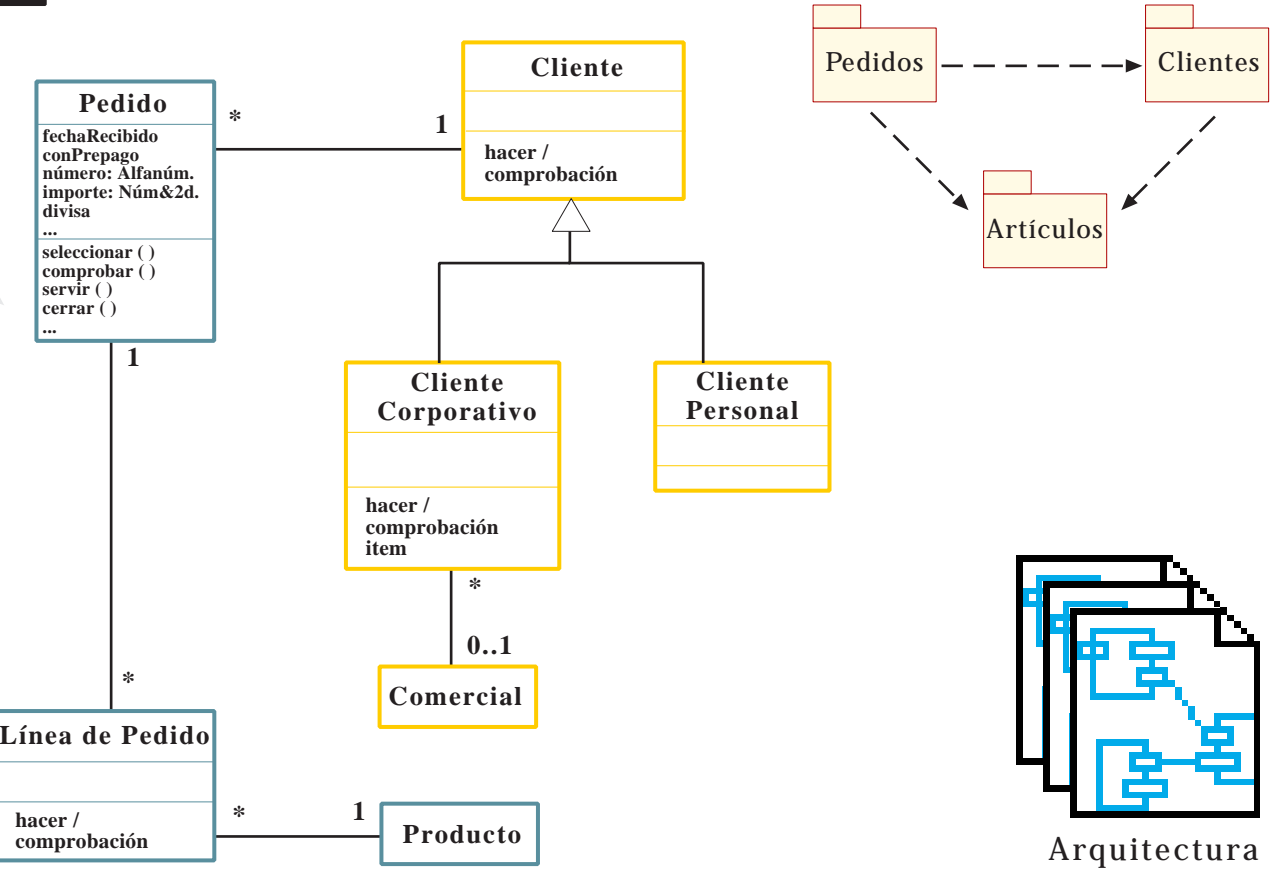 Pedido
fechaRecibido
conPrepago
número: Alfanúm.
importe: Núm&2d.
divisa
...
seleccionar ( )
comprobar ( )
servir ( )
cerrar ( )
...
*
1
Cliente
hacer /
comprobación
Pedidos
Clientes
Artículos
1
*
Cliente
Corporativo
hacer /
comprobación
item
Cliente
Personal
*
0..1
Comercial
Línea de Pedido
hacer /
comprobación
*
1
Producto
Arquitectura